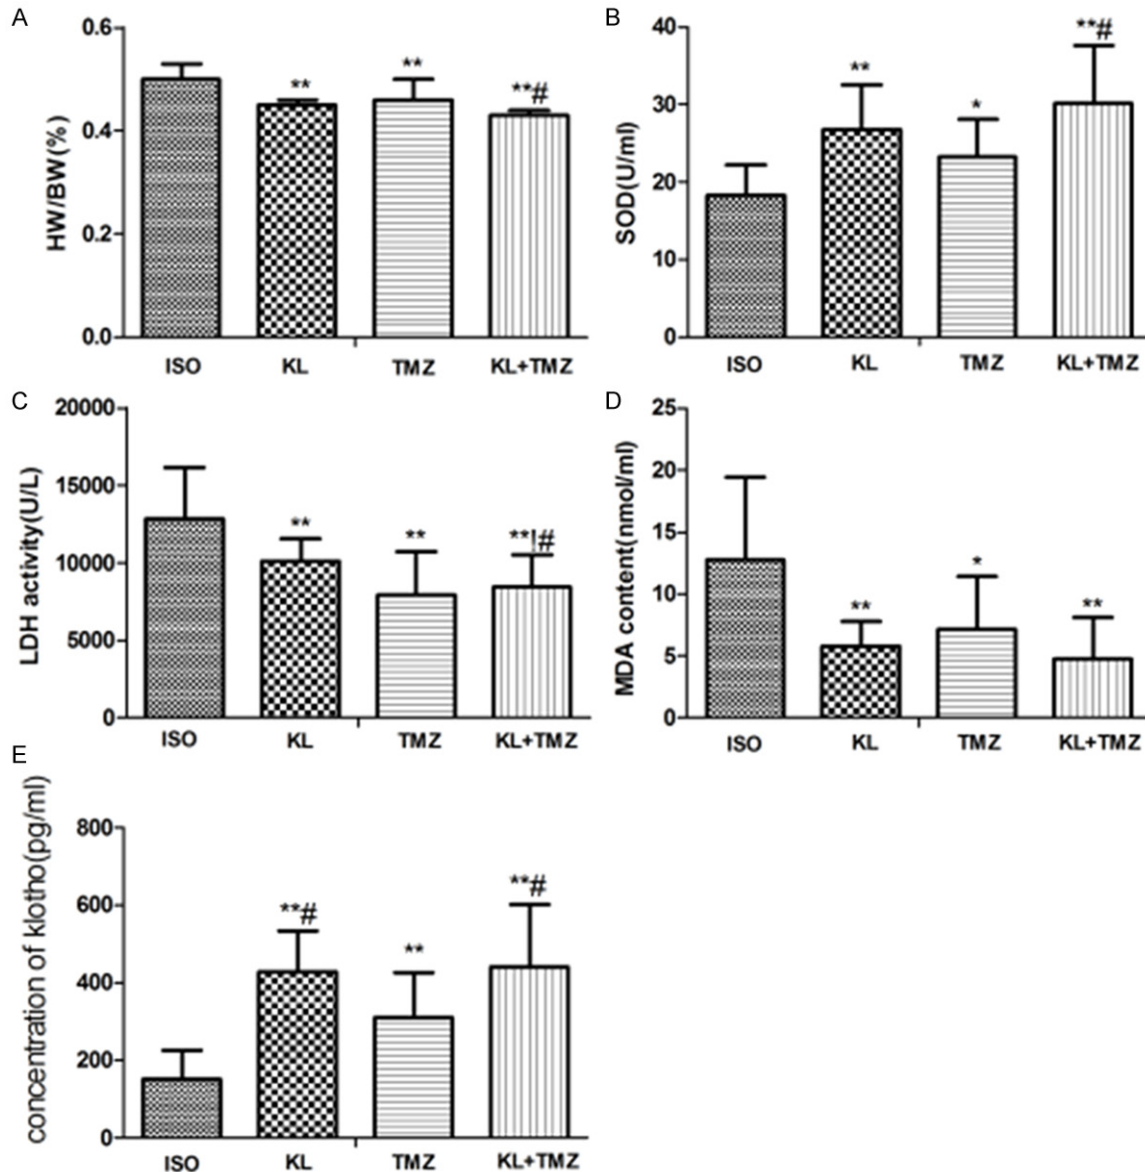 A
HW/BW(%)
0.6
0.4
0.2
0.0
**
**
**#
ISO
KL
TMZ
KL+TMZ
B
SOD(U/ml)
40
30
20
10
0
**
*
**#
ISO
KL
TMZ
KL+TMZ
C
LDH activity(U/L)
20000
15000
10000
5000
0
**
**
**!#
ISO
KL
TMZ
KL+TMZ
D
MDA content(nmol/ml)
25
20
15
10
5
0
**
*
**
ISO
KL
TMZ
KL+TMZ
E
concentration of klotho(pg/ml)
800
600
400
200
0
**#
**
**#
ISO
KL
TMZ
KL+TMZ